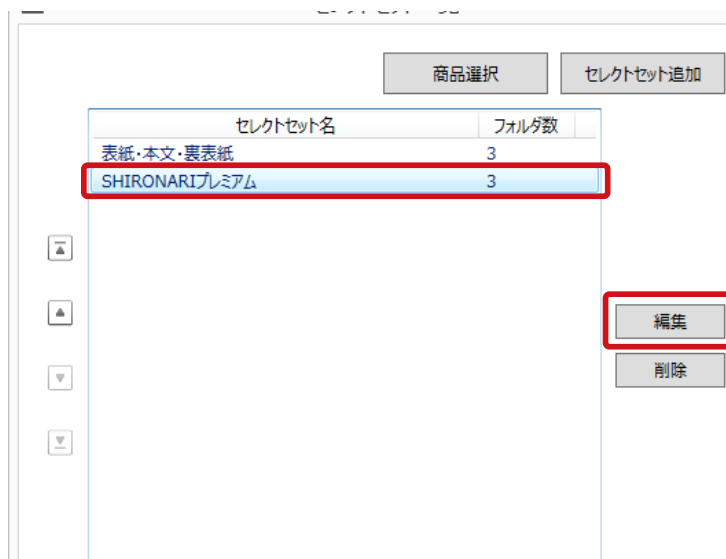 商品選択 セレクトセット追加
セレクトセット名 フォルダ数
表紙・本文・裏表紙 3
SHIRONARIプレミアム 3
編集
削除